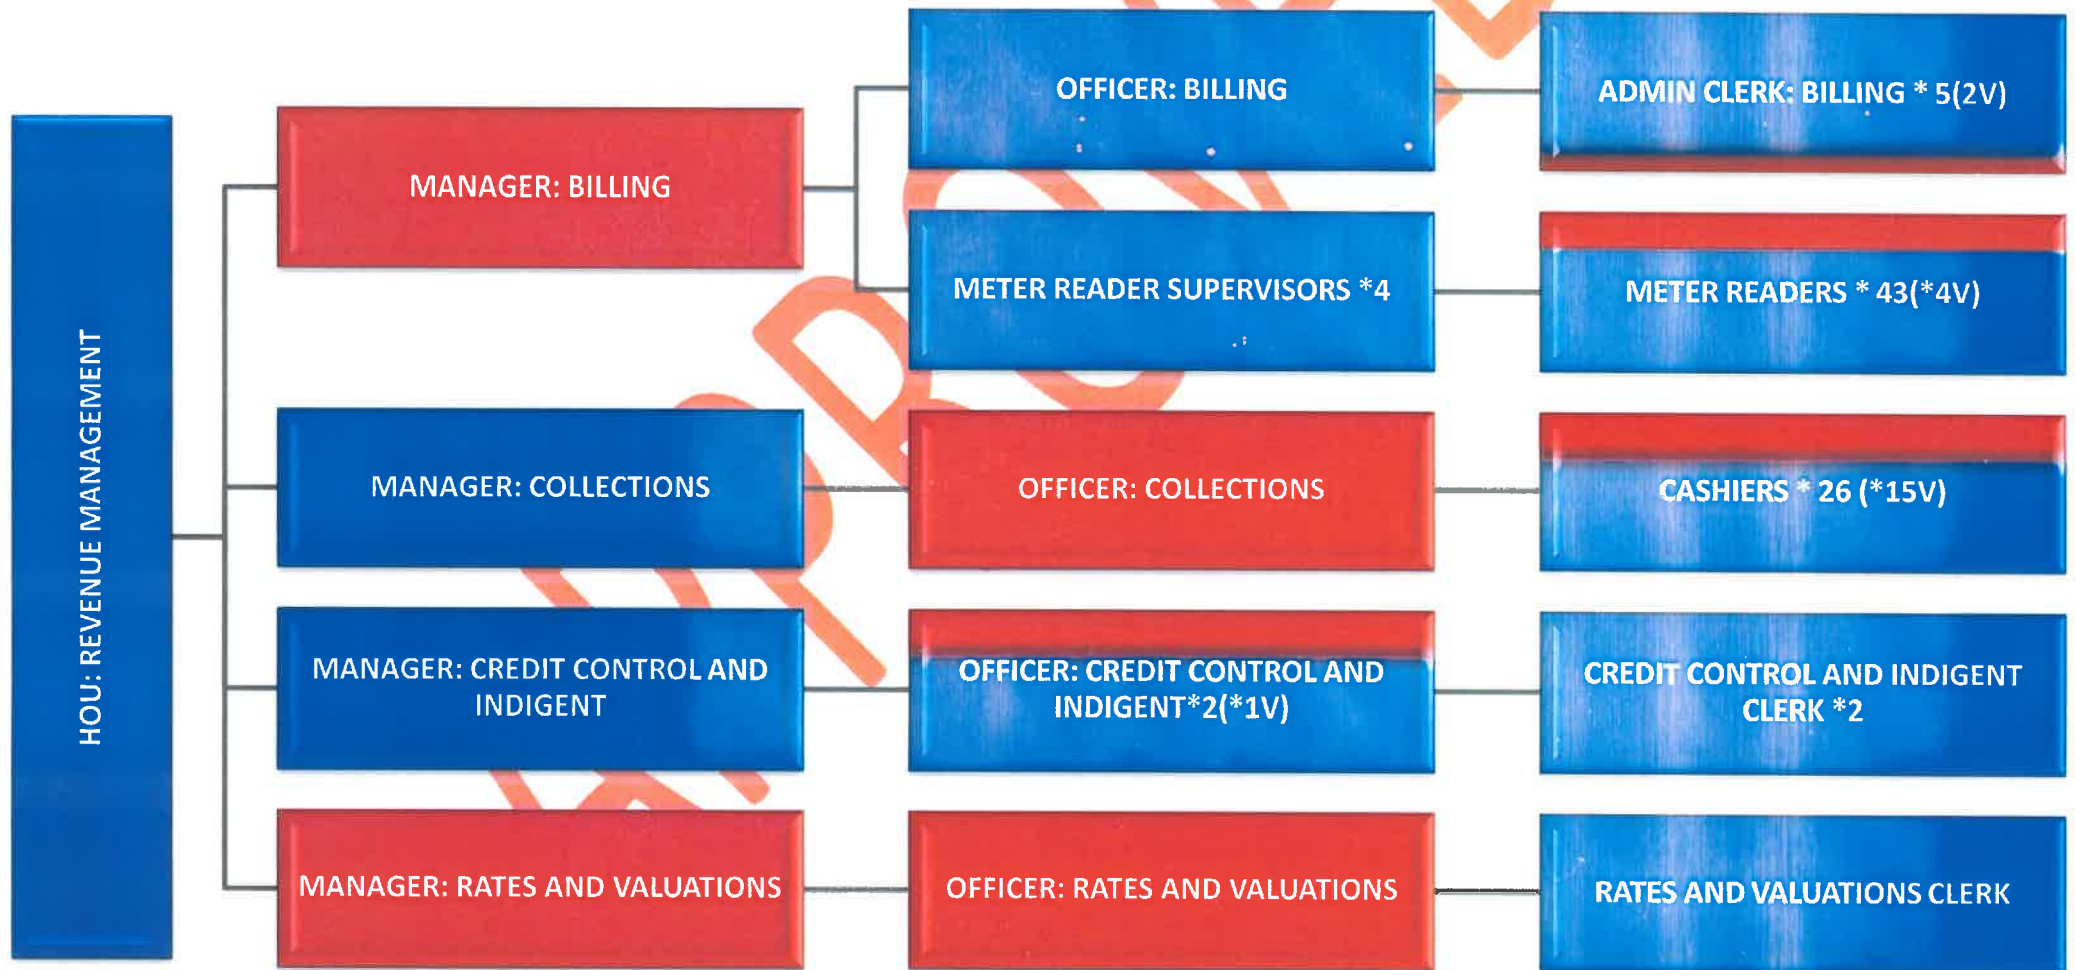 HOU: REVENUE MANAGEMENT
MANAGER: BILLING
OFFICER: BILLING
ADMIN CLERK: BILLING * 5(2V)
METER READER SUPERVISORS *4
METER READERS * 43(*4V)
MANAGER: COLLECTIONS
OFFICER: COLLECTIONS
CASHIERS * 26 (*15V)
MANAGER: CREDIT CONTROL AND
INDIGENT
OFFICER: CREDIT CONTROL AND
INDIGENT*2(*1V)
CREDIT CONTROL AND INDIGENT
CLERK *2
MANAGER: RATES AND VALUATIONS
OFFICER: RATES AND VALUATIONS
RATES AND VALUATIONS CLERK